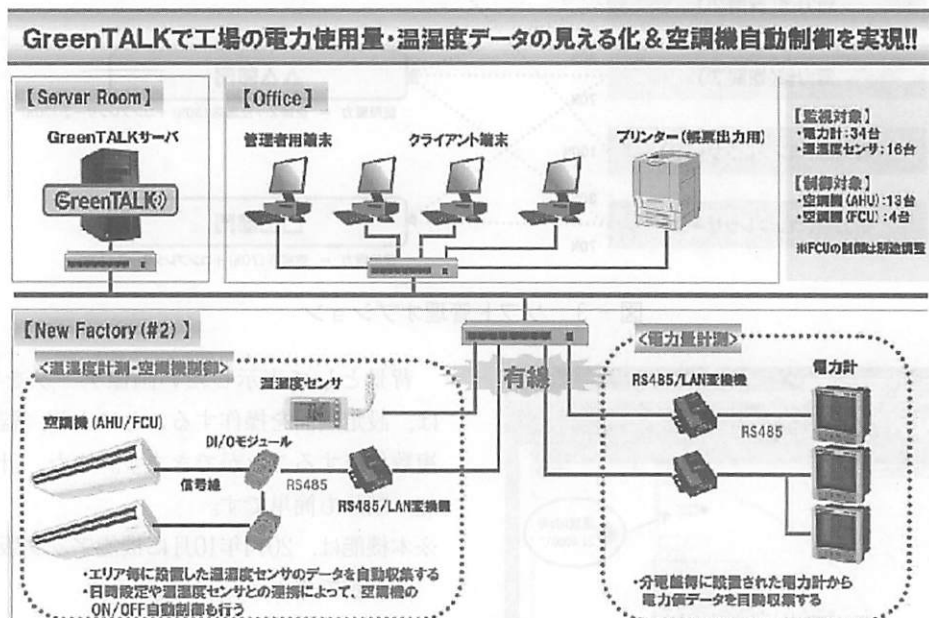 GreenTALKで工場の電力使用量・温湿度データの見える化＆空調機自動制御を実現!!
【Server Room】
GreenTALKサーバ
GreenTALK
【Office】
管理者用端末
クライアント端末
プリンター(帳票出力用)
【監視対象】
・電力計:34台
・温湿度センサ:16台
【制御対象】
・空調機(AHU):13台
・空調機(FCU):4台
※FCUの制御は別途調整
【New Factory(#2)】
<温湿度計測・空調機制御>
温湿度センサ
空調機(AHU/FCU)
DI/Oモジュール
信号線
RS485
RS485/LAN変換器
・エリア毎に設置した温湿度センサのデータを自動収集する
・日時設定や温湿度センサとの連携によって、空調機の
ON/OFF自動制御も行う
有線
<電力量計測>
RS485/LAN変換機
電力計
RS485
・分電盤毎に設置された電力計から
電力値データを自動収集する